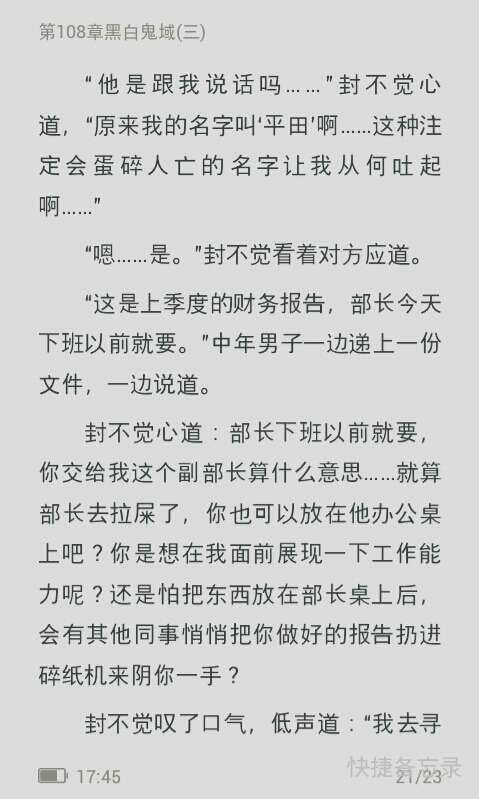 第108章黑白鬼域(三)
“他是跟我说话吗……”封不觉心
道，“原来我的名字叫‘平田’啊……这种注
定会蛋碎人亡的名字让我从何吐起
啊……”
“嗯……是。”封不觉看着对方应道。
“这是上季度的财务报告，部长今天
下班以前就要。”中年男子一边递上一份
文件，一边说道。
封不觉心道：部长下班以前就要，
你交给我这个副部长算什么意思……就算
部长去拉屎了，你也可以放在他办公桌
上吧？你是想在我面前展现一下工作能
力呢？还是怕把东西放在部长桌上后，
会有其他同事悄悄把你做好的报告扔进
碎纸机来阴你一手？
封不觉叹了口气，低声道：“我去寻
17:45
21/23
快捷备忘录